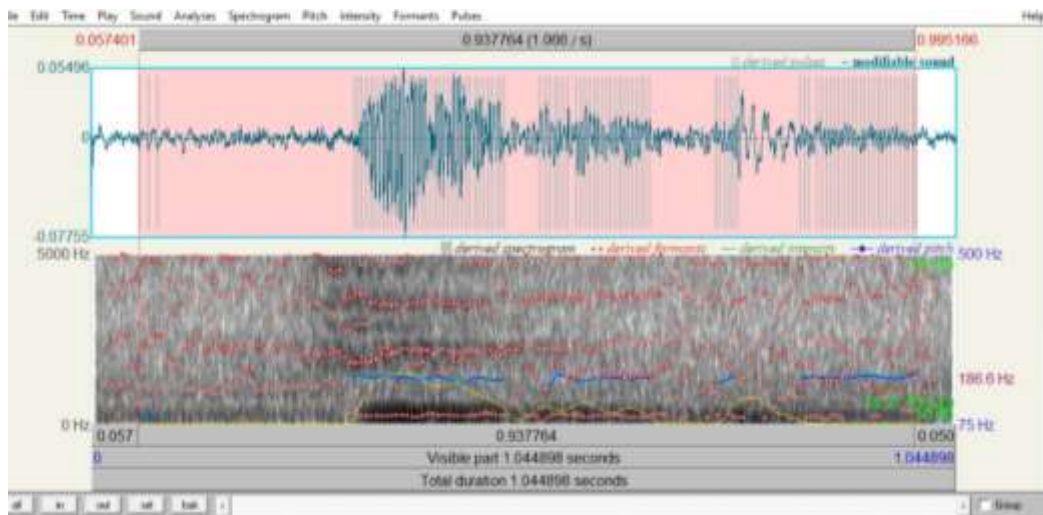 Edit Time Play Sound Analyses Spectrogram Pitch Intensity Formants Pulses Help
0.057401 0.937764 (1.066 / s) 0.995166
derived pulses modifiable sound
0.05496
0
-0.07755
derived spectrogram derived formants derived intensity derived pitch
5000 Hz 500 Hz
186.6 Hz
0 Hz 75 Hz
0.057 0.937764 0.050
0 Visible part 1.044898 seconds 1.044898
Total duration 1.044898 seconds
all in out sel bak Group